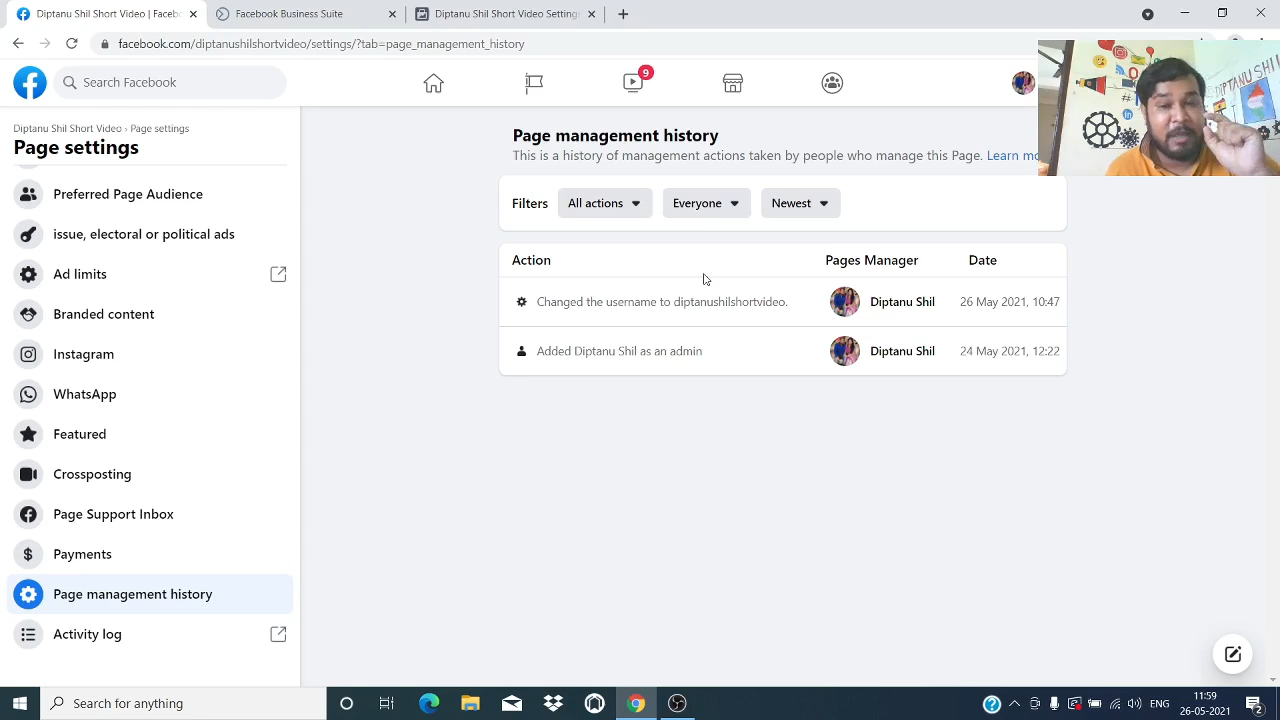 Diptanu Shil Short Video | Facebo
Facebook Business Suite
Diptanu Shil Short Video Settings
facebook.com/diptanushilshortvideo/settings/?tab=page_management_history
Search Facebook
9
DIPTANU SHIL
Diptanu Shil Short Video › Page settings
Page settings
Preferred Page Audience
issue, electoral or political ads
Ad limits
Branded content
Instagram
WhatsApp
Featured
Crossposting
Page Support Inbox
Payments
Page management history
Activity log
Page management history
This is a history of management actions taken by people who manage this Page. Learn mo
Filters All actions Everyone Newest
Action Pages Manager Date
Changed the username to diptanushilshortvideo. Diptanu Shil 26 May 2021, 10:47
Added Diptanu Shil as an admin Diptanu Shil 24 May 2021, 12:22
Search for anything
ENG
11:59
26-05-2021
2